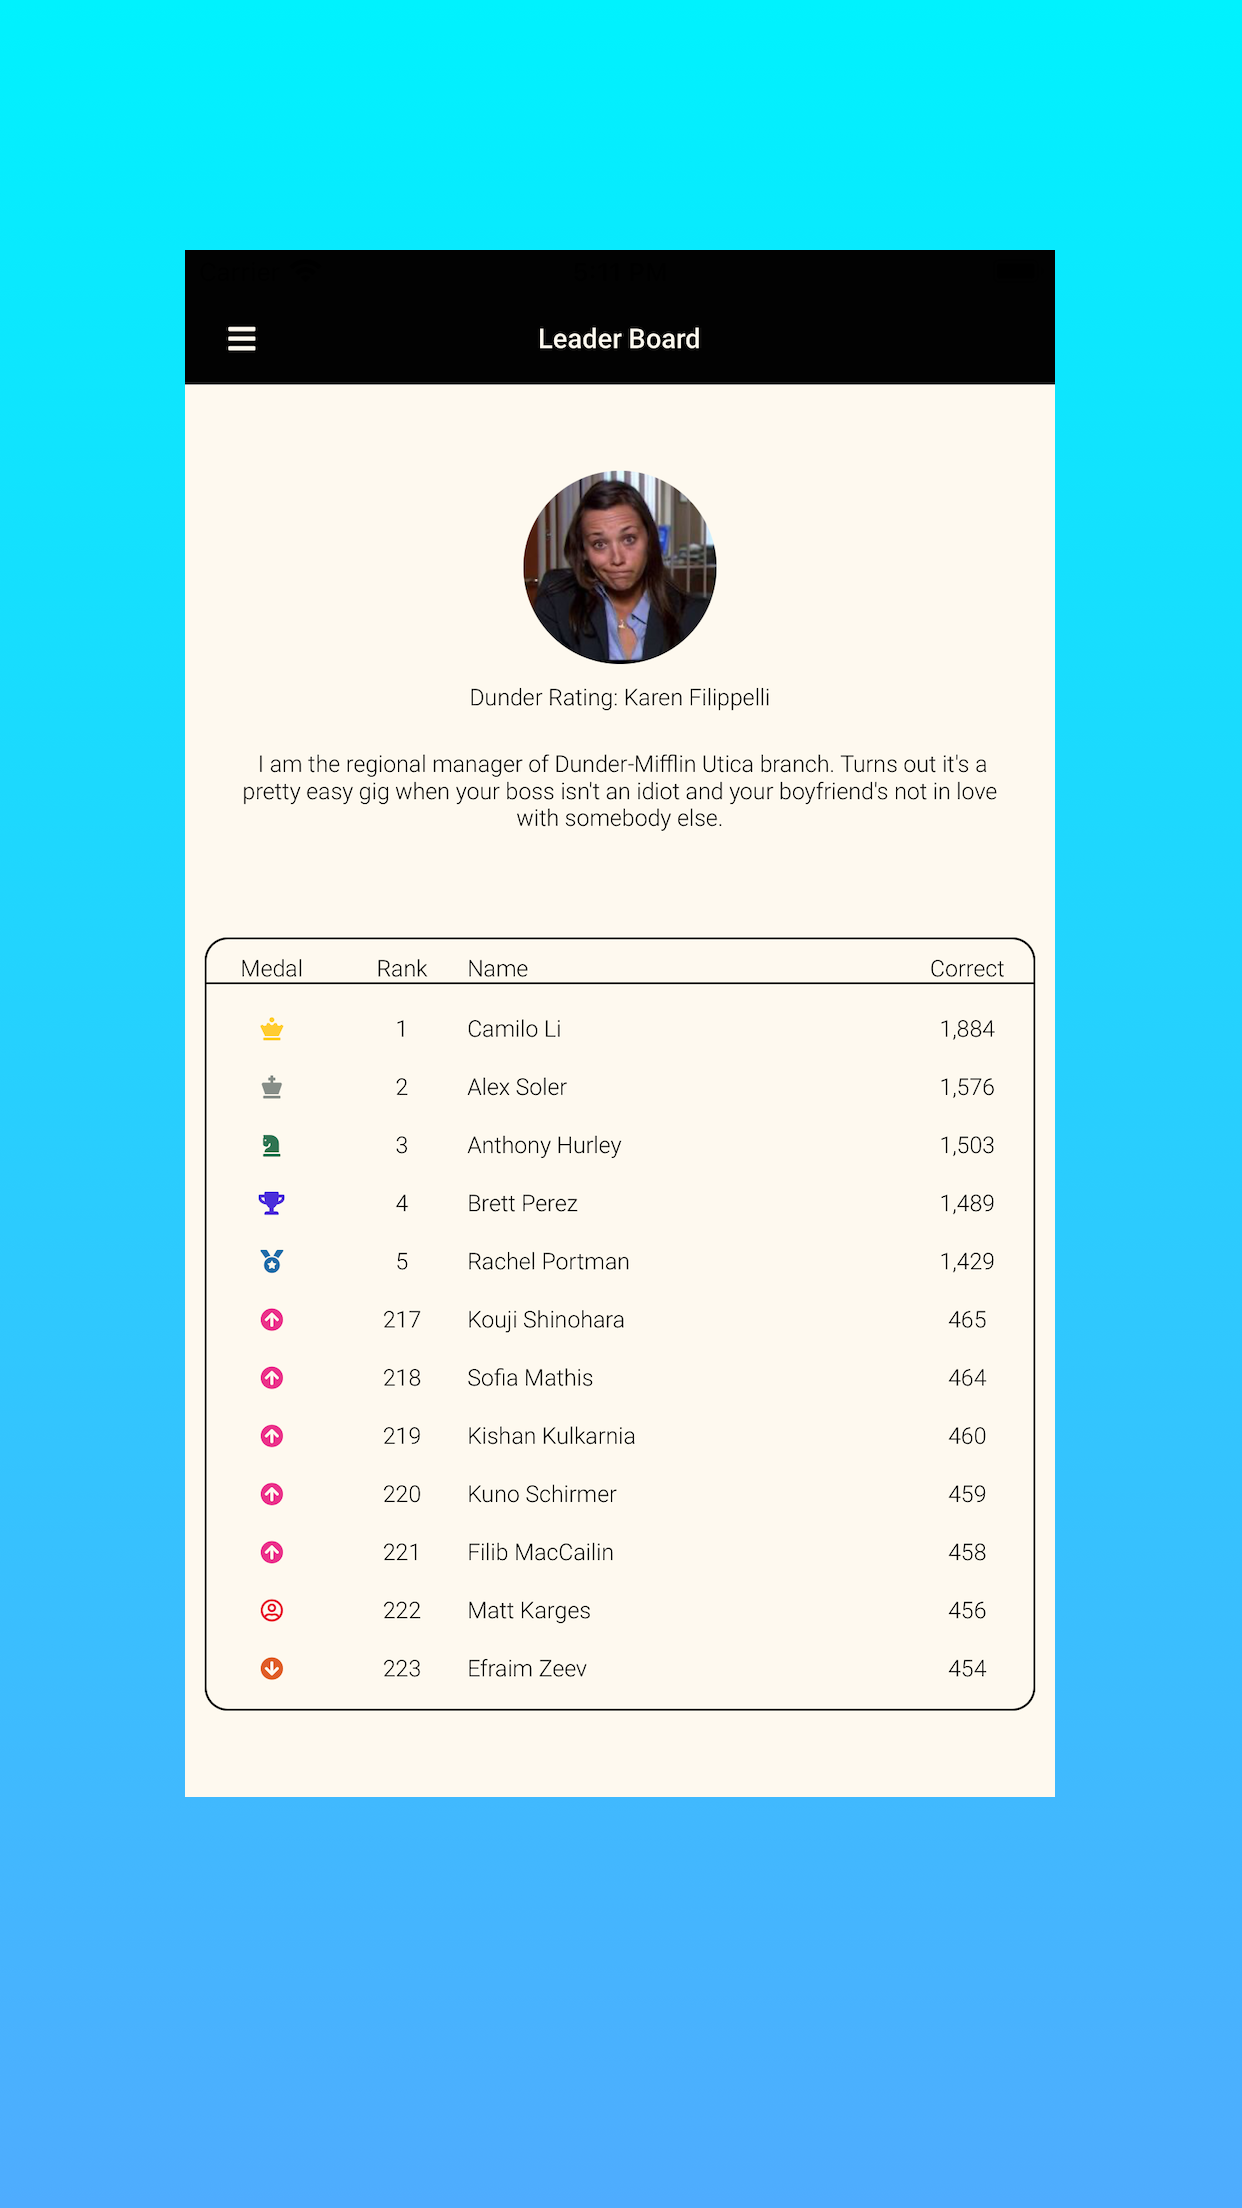 Leader Board
Dunder Rating: Karen Filippelli
I am the regional manager of Dunder-Mifflin Utica branch. Turns out it's a
pretty easy gig when your boss isn't an idiot and your boyfriend's not in love
with somebody else.
Medal Rank Name Correct
1 Camilo Li 1,884
2 Alex Soler 1,576
3 Anthony Hurley 1,503
4 Brett Perez 1,489
5 Rachel Portman 1,429
217 Kouji Shinohara 465
218 Sofia Mathis 464
219 Kishan Kulkarnia 460
220 Kuno Schirmer 459
221 Filib MacCailin 458
222 Matt Karges 456
223 Efraim Zeev 454